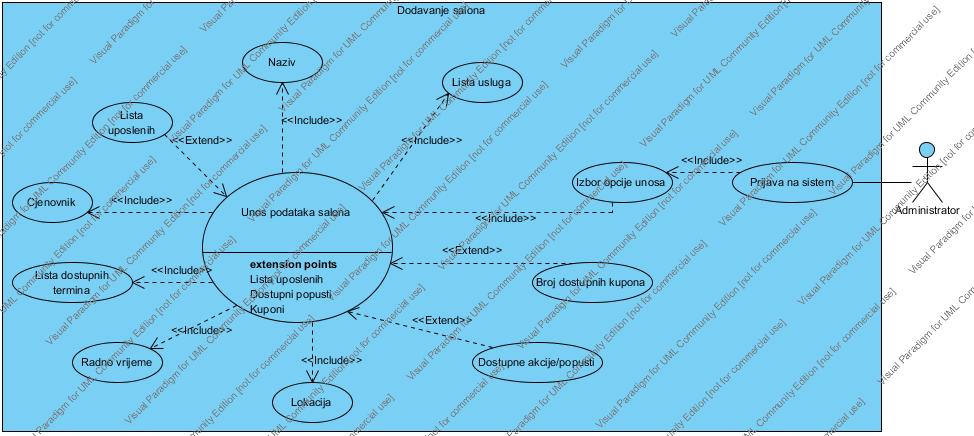 Dodavanje salona
Naziv
Lista usluga
<<Include>>
<<Include>>
Lista
uposlenih
<<Extend>>
<<Include>>
Izbor opcije unosa
Prijava na sistem
Administrator
Cjenovnik
<<Include>>
Unos podataka salona
<<Include>>
<<Extend>>
extension points
Lista uposlenih
Dostupni popusti
Kuponi
Lista dostupnih
termina
<<Include>>
Broj dostupnih kupona
<<Extend>>
<<Include>>
Radno vrijeme
<<Include>>
Dostupne akcije/popusti
Lokacija
Visual Paradigm for UML Community Edition [not for commercial use]